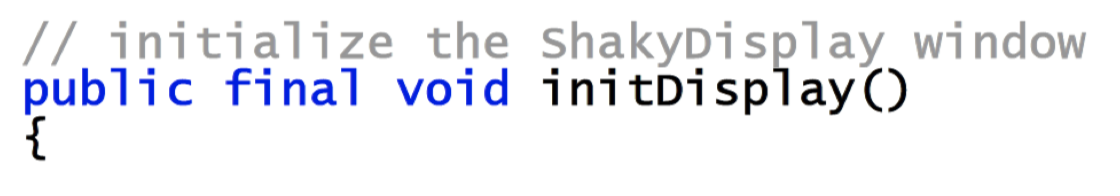 // initialize the ShakyDisplay window
public final void initDisplay()
{